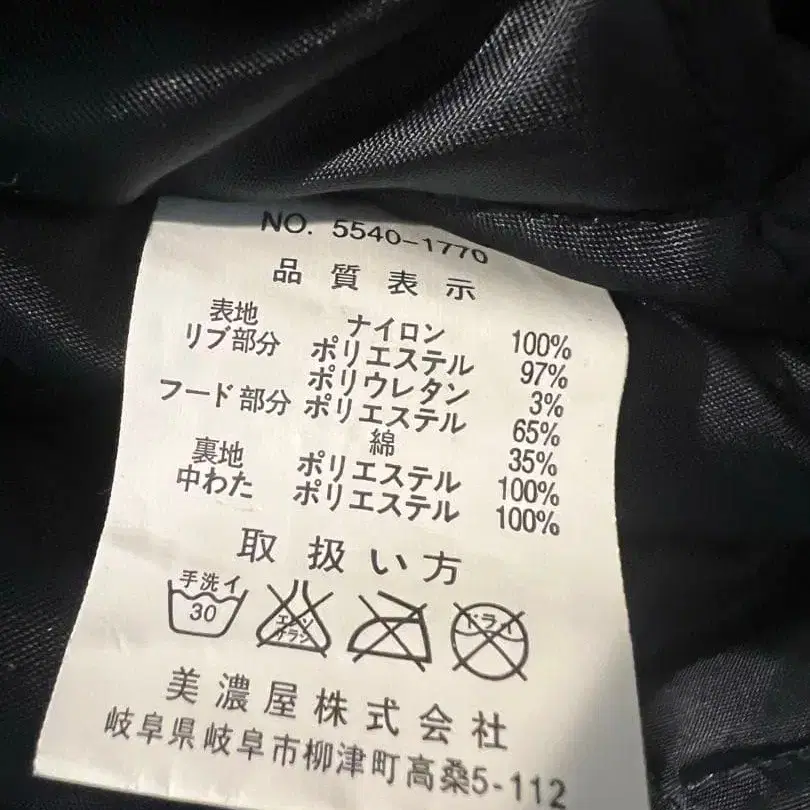 NO. 5540-1770
品質表示
表地 ナイロン 100%
リブ部分 ポリエステル 97%
ポリウレタン 3%
フード部分 ポリエステル 65%
綿 35%
裏地 ポリエステル 100%
中わた ポリエステル 100%
取扱い方
手洗イ
30
エンソ
サラシ
ドライ
美濃屋株式会社
岐阜県岐阜市柳津町高桑5-112